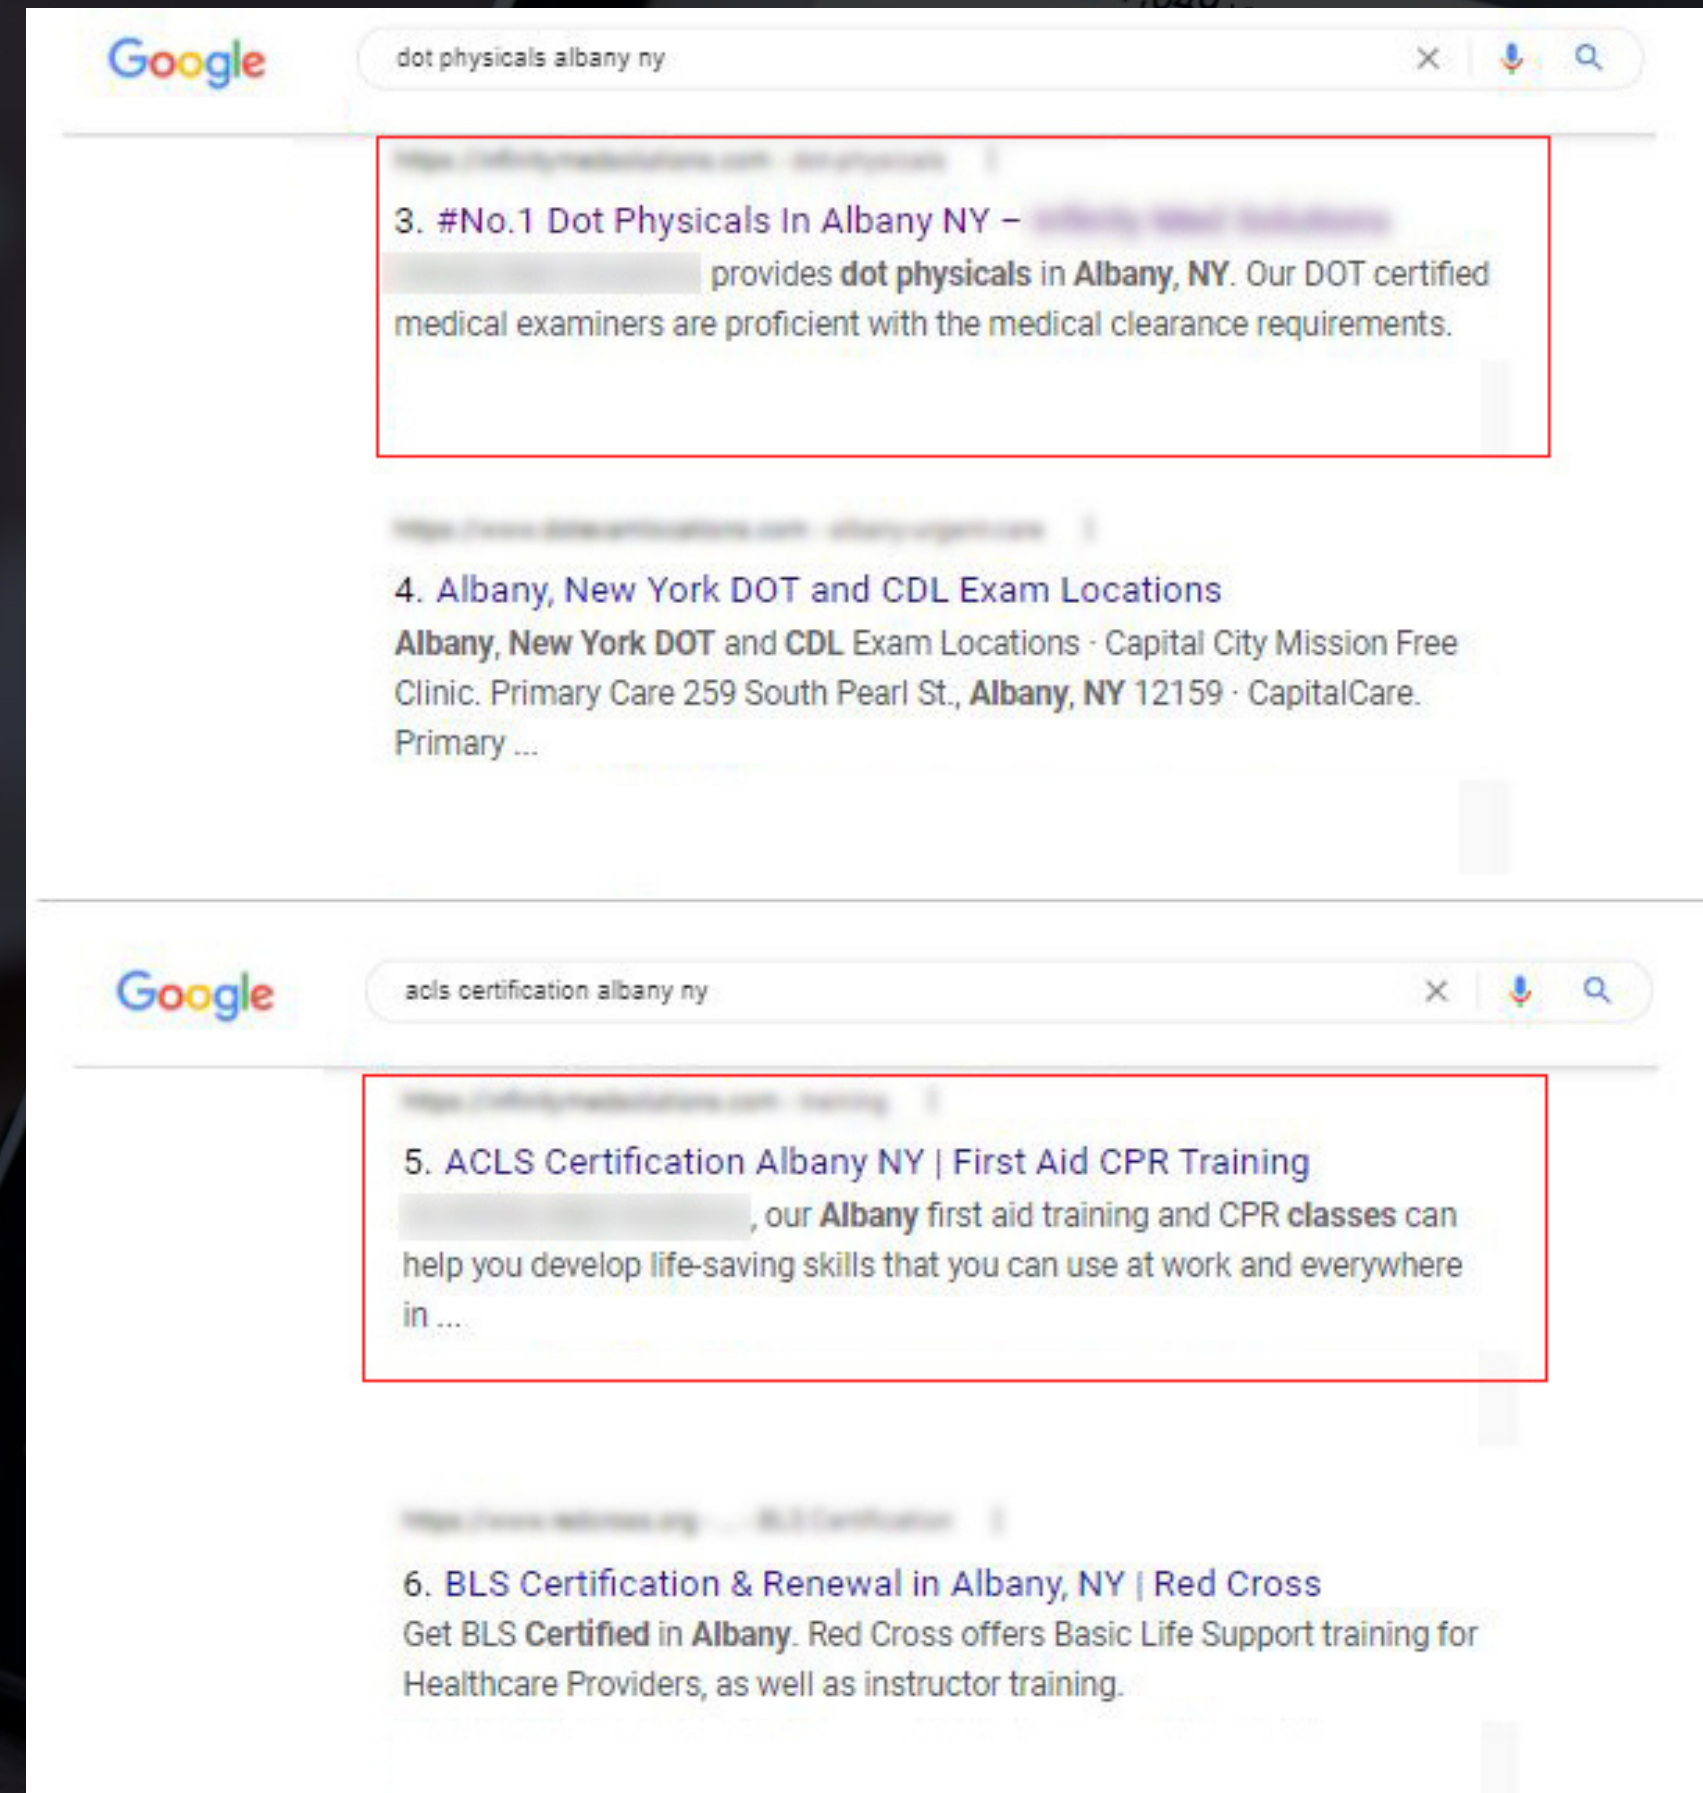 Google
dot physicals albany ny
3. #No.1 Dot Physicals In Albany NY –
provides dot physicals in Albany, NY. Our DOT certified
medical examiners are proficient with the medical clearance requirements.
4. Albany, New York DOT and CDL Exam Locations
Albany, New York DOT and CDL Exam Locations · Capital City Mission Free
Clinic. Primary Care 259 South Pearl St., Albany, NY 12159 · CapitalCare.
Primary ...
Google
acls certification albany ny
5. ACLS Certification Albany NY | First Aid CPR Training
, our Albany first aid training and CPR classes can
help you develop life-saving skills that you can use at work and everywhere
in ...
6. BLS Certification & Renewal in Albany, NY | Red Cross
Get BLS Certified in Albany. Red Cross offers Basic Life Support training for
Healthcare Providers, as well as instructor training.